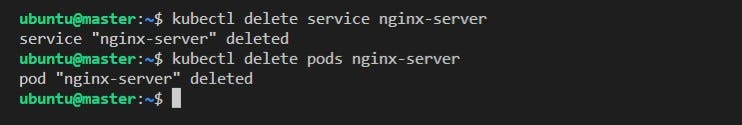 ubuntu@master:~$ kubectl delete service nginx-server
service "nginx-server" deleted
ubuntu@master:~$ kubectl delete pods nginx-server
pod "nginx-server" deleted
ubuntu@master:~$